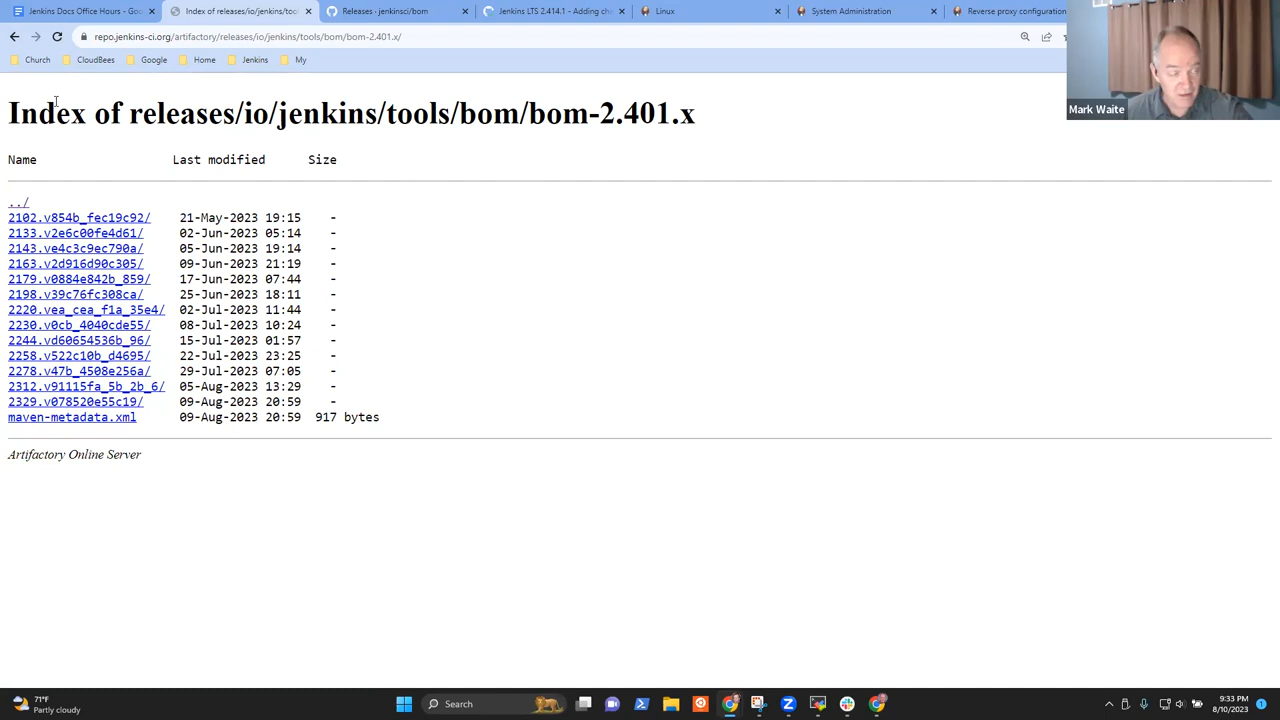 Jenkins Docs Office Hours - Goo
Index of releases/io/jenkins/too
Releases · jenkinsci/bom
Jenkins LTS 2.414.1 - Adding ch
Linux
System Administration
Reverse proxy configuration
repo.jenkins-ci.org/artifactory/releases/io/jenkins/tools/bom/bom-2.401.x/
Church
CloudBees
Google
Home
Jenkins
My
Mark Waite
Index of releases/io/jenkins/tools/bom/bom-2.401.x
Name Last modified Size
../
2102.v854b_fec19c92/ 21-May-2023 19:15 -
2133.v2e6c00fe4d61/ 02-Jun-2023 05:14 -
2143.ve4c3c9ec790a/ 05-Jun-2023 19:14 -
2163.v2d916d90c305/ 09-Jun-2023 21:19 -
2179.v0884e842b_859/ 17-Jun-2023 07:44 -
2198.v39c76fc308ca/ 25-Jun-2023 18:11 -
2220.vea_cea_f1a_35e4/ 02-Jul-2023 11:44 -
2230.v0cb_4040cde55/ 08-Jul-2023 10:24 -
2244.vd60654536b_96/ 15-Jul-2023 01:57 -
2258.v522c10b_d4695/ 22-Jul-2023 23:25 -
2278.v47b_4508e256a/ 29-Jul-2023 07:05 -
2312.v91115fa_5b_2b_6/ 05-Aug-2023 13:29 -
2329.v078520e55c19/ 09-Aug-2023 20:59 -
maven-metadata.xml 09-Aug-2023 20:59 917 bytes
Artifactory Online Server
71°F
Partly cloudy
Search
9:33 PM
8/10/2023